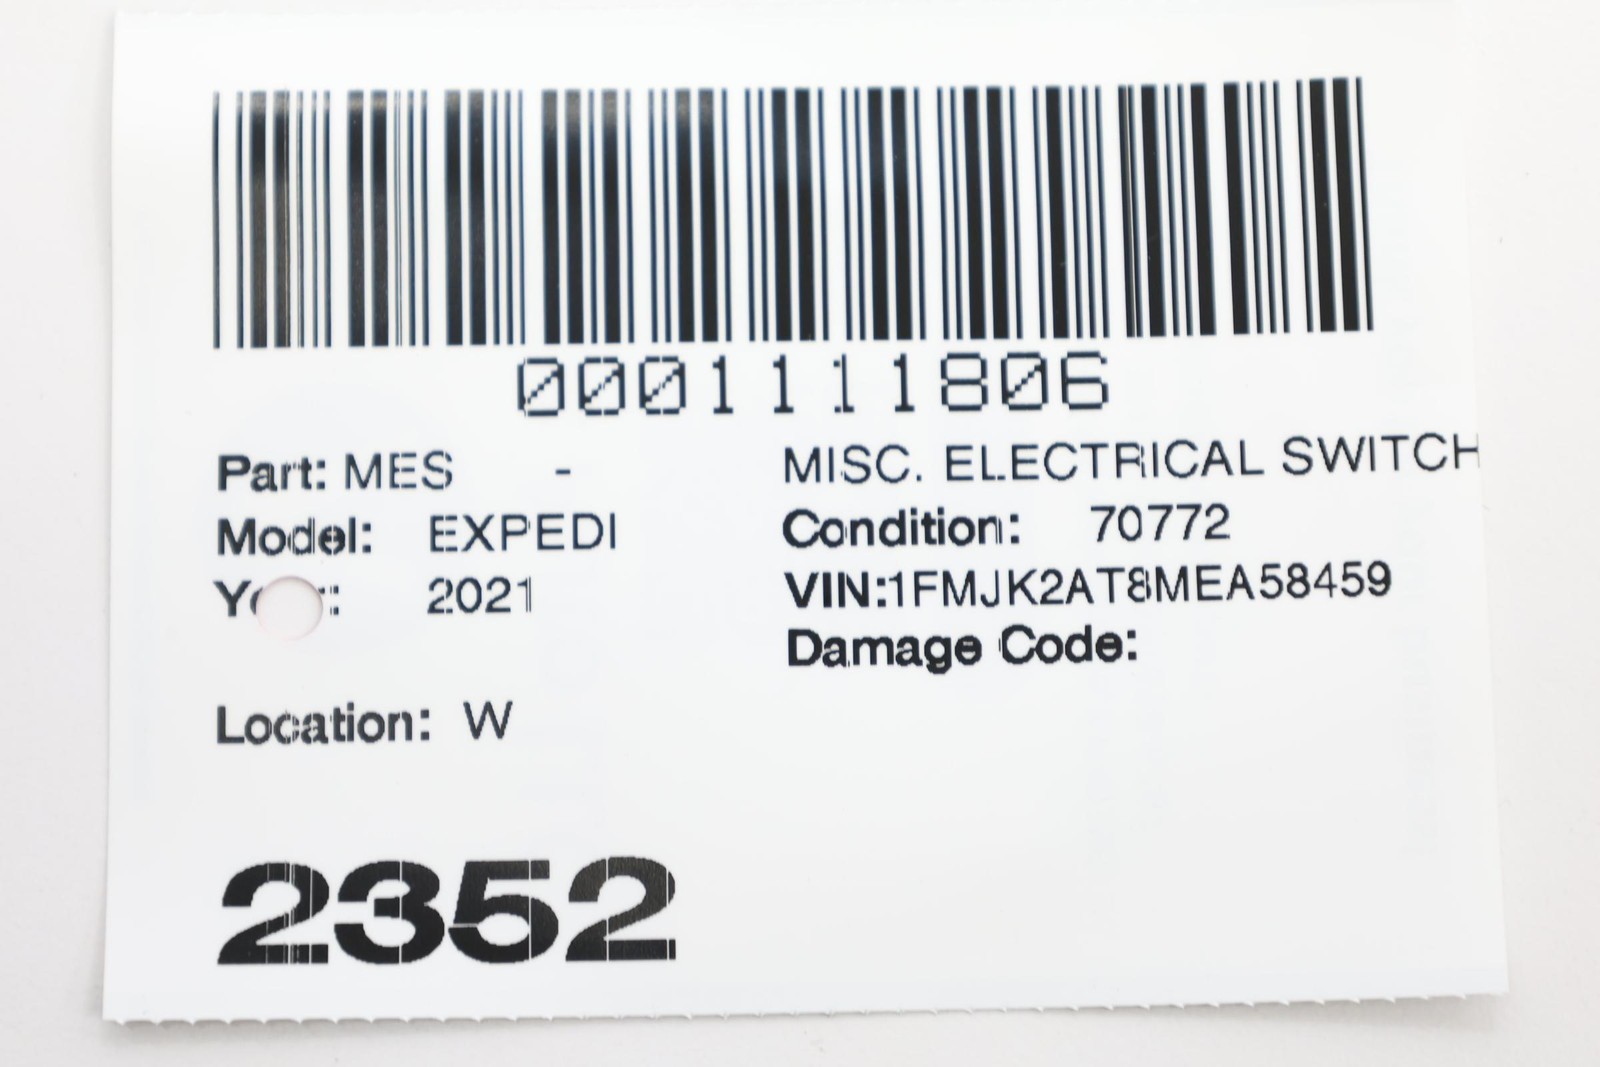 0001111806
Part: MES - MISC. ELECTRICAL SWITCH
Model: EXPEDI Condition: 70772
2021 VIN:1FMJK2AT8MEA58459
Damage Code:
Location: W
2352